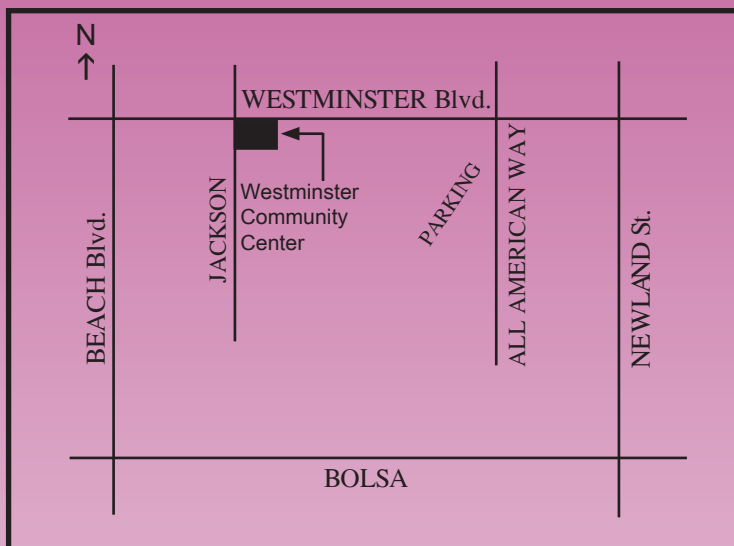 N
WESTMINSTER Blvd.
Westminster
Community
Center
JACKSON
PARKING
ALL AMERICAN WAY
BEACH Blvd.
NEWLAND St.
BOLSA